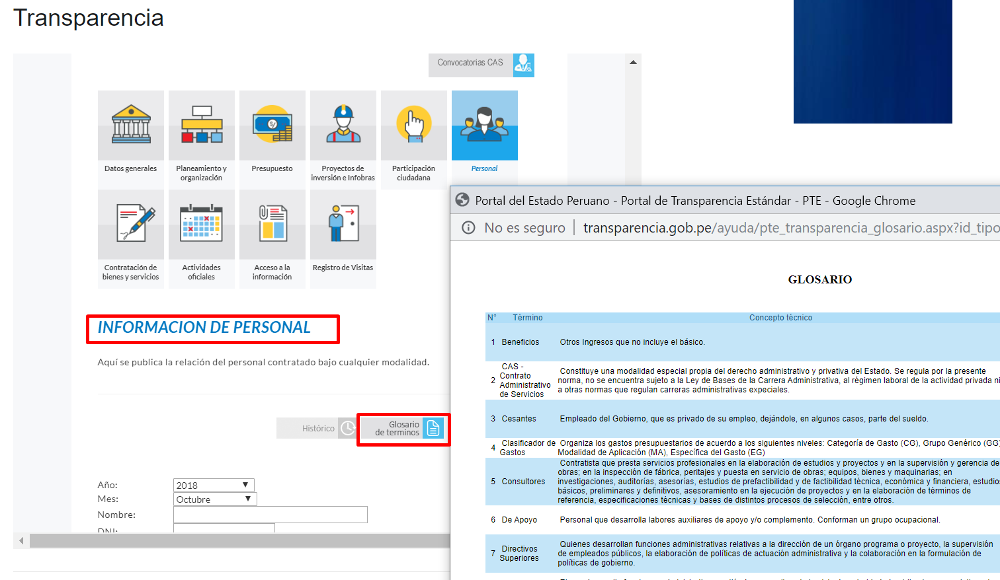 Transparencia
Convocatorias CAS
Datos generales
Planeamiento y
organización
Presupuesto
Proyectos de
inversión e Infobras
Participación
ciudadana
Personal
Contratación de
bienes y servicios
Actividades
oficiales
Acceso a la
información
Registro de Visitas
INFORMACION DE PERSONAL
Aquí se publica la relación del personal contratado bajo cualquier modalidad.
Histórico
Glosario
de terminos
Año:
2018
Mes:
Octubre
Nombre:
DNI:
Portal del Estado Peruano - Portal de Transparencia Estándar - PTE - Google Chrome
No es seguro | transparencia.gob.pe/ayuda/pte_transparencia_glosario.aspx?id_tipo
GLOSARIO
N° Término Concepto técnico
1 Beneficios Otros Ingresos que no incluye el básico.
2 CAS -
Contrato
Administrativo
de Servicios
Constituye una modalidad especial propia del derecho administrativo y privativa del Estado. Se regula por la presente
norma, no se encuentra sujeto a la Ley de Bases de la Carrera Administrativa, al régimen laboral de la actividad privada ni
a otras normas que regulan carreras administrativas expeciales.
3 Cesantes Empleado del Gobierno, que es privado de su empleo, dejándole, en algunos casos, parte del sueldo.
4 Clasificador de
Gastos
Organiza los gastos presupuestarios de acuerdo a los siguientes niveles: Categoría de Gasto (CG), Grupo Genérico (GG)
Modalidad de Aplicación (MA), Específica del Gasto (EG)
5 Consultores
Contratista que presta servicios profesionales en la elaboración de estudios y proyectos y en la supervisión y gerencia de
obras; en la inspección de fábrica, peritajes y puesta en servicio de obras; equipos, bienes y maquinarias; en
investigaciones, auditorías, asesorías, estudios de prefactibilidad y de factibilidad técnica, económica y financiera, estudios
básicos, preliminares y definitivos, asesoramiento en la ejecución de proyectos y en la elaboración de términos de
referencia, especificaciones técnicas y bases de distintos procesos de selección, entre otros.
6 De Apoyo Personal que desarrolla labores auxiliares de apoyo y/o complemento. Conforman un grupo ocupacional.
7 Directivos
Superiores
Quienes desarrollan funciones administrativas relativas a la dirección de un órgano programa o proyecto, la supervisión
de empleados públicos, la elaboración de políticas de actuación administrativa y la colaboración en la formulación de
políticas de gobierno.